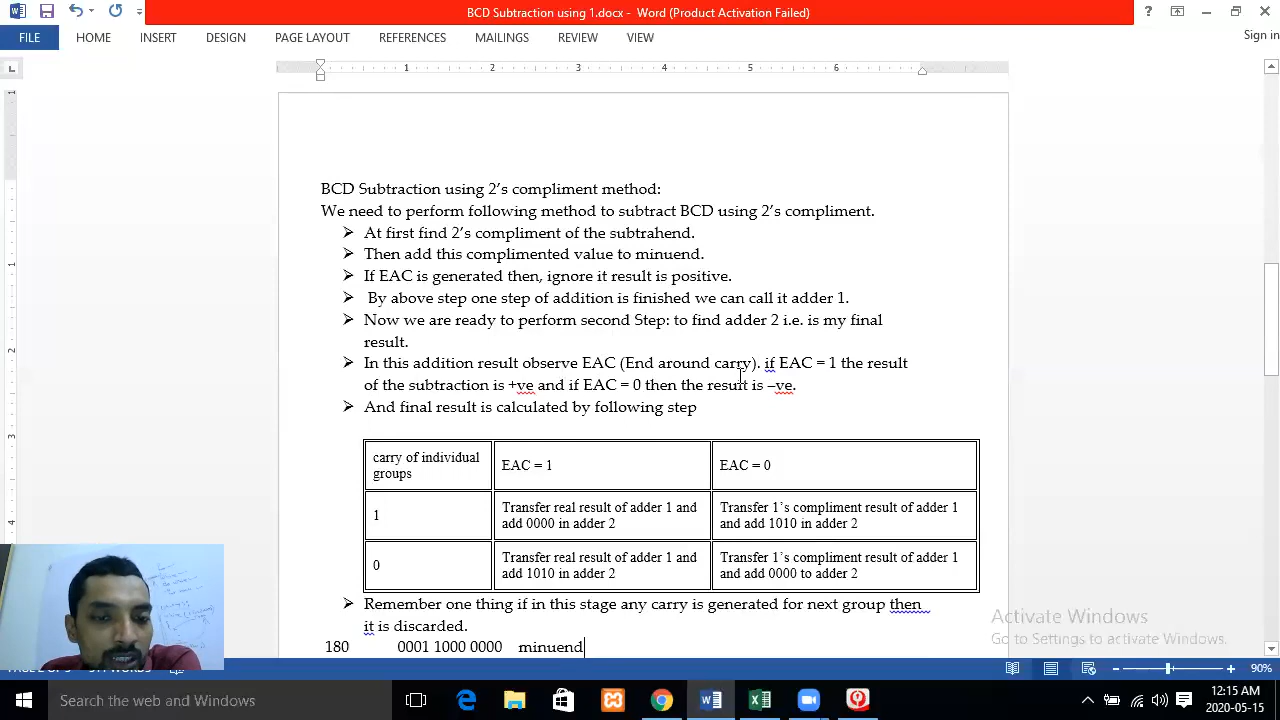 BCD Subtraction using 1.docx - Word (Product Activation Failed)
FILE HOME INSERT DESIGN PAGE LAYOUT REFERENCES MAILINGS REVIEW VIEW Sign in
1 2 3 4 5 6
BCD Subtraction using 2's compliment method:
We need to perform following method to subtract BCD using 2's compliment.
➢ At first find 2's compliment of the subtrahend.
➢ Then add this complimented value to minuend.
➢ If EAC is generated then, ignore it result is positive.
➢ By above step one step of addition is finished we can call it adder 1.
➢ Now we are ready to perform second Step: to find adder 2 i.e. is my final
result.
➢ In this addition result observe EAC (End around carry). if EAC = 1 the result
of the subtraction is +ve and if EAC = 0 then the result is –ve.
➢ And final result is calculated by following step
carry of individual
groups
EAC = 1
EAC = 0
1
Transfer real result of adder 1 and
add 0000 in adder 2
Transfer 1's compliment result of adder 1
and add 1010 in adder 2
0
Transfer real result of adder 1 and
add 1010 in adder 2
Transfer 1's compliment result of adder 1
and add 0000 to adder 2
➢ Remember one thing if in this stage any carry is generated for next group then
it is discarded.
180 0001 1000 0000 minuend
Activate Windows
Go to Settings to activate Windows.
90%
Search the web and Windows
12:15 AM
2020-05-15